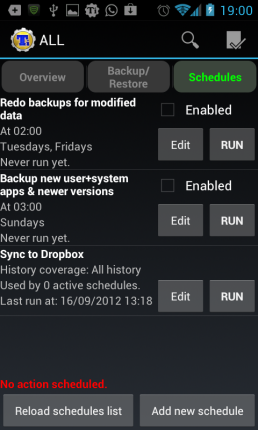 19:00
ALL
Overview
Backup/
Restore
Schedules
Redo backups for modified
data
Enabled
At 02:00
Tuesdays, Fridays
Never run yet.
Edit
RUN
Backup new user+system
apps & newer versions
Enabled
At 03:00
Sundays
Never run yet.
Edit
RUN
Sync to Dropbox
History coverage: All history
Used by 0 active schedules.
Last run at: 16/09/2012 13:18
Edit
RUN
No action scheduled.
Reload schedules list
Add new schedule